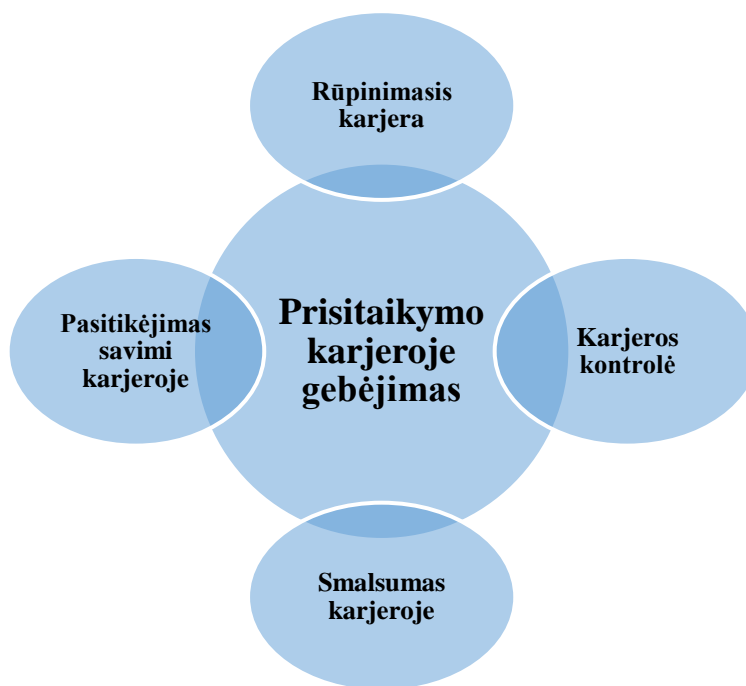 Rūpinimasis
karjera
Pasitikėjimas
savimi
karjeroje
Prisitaikymo
karjeroje
gebėjimas
Karjeros
kontrolė
Smalsumas
karjeroje